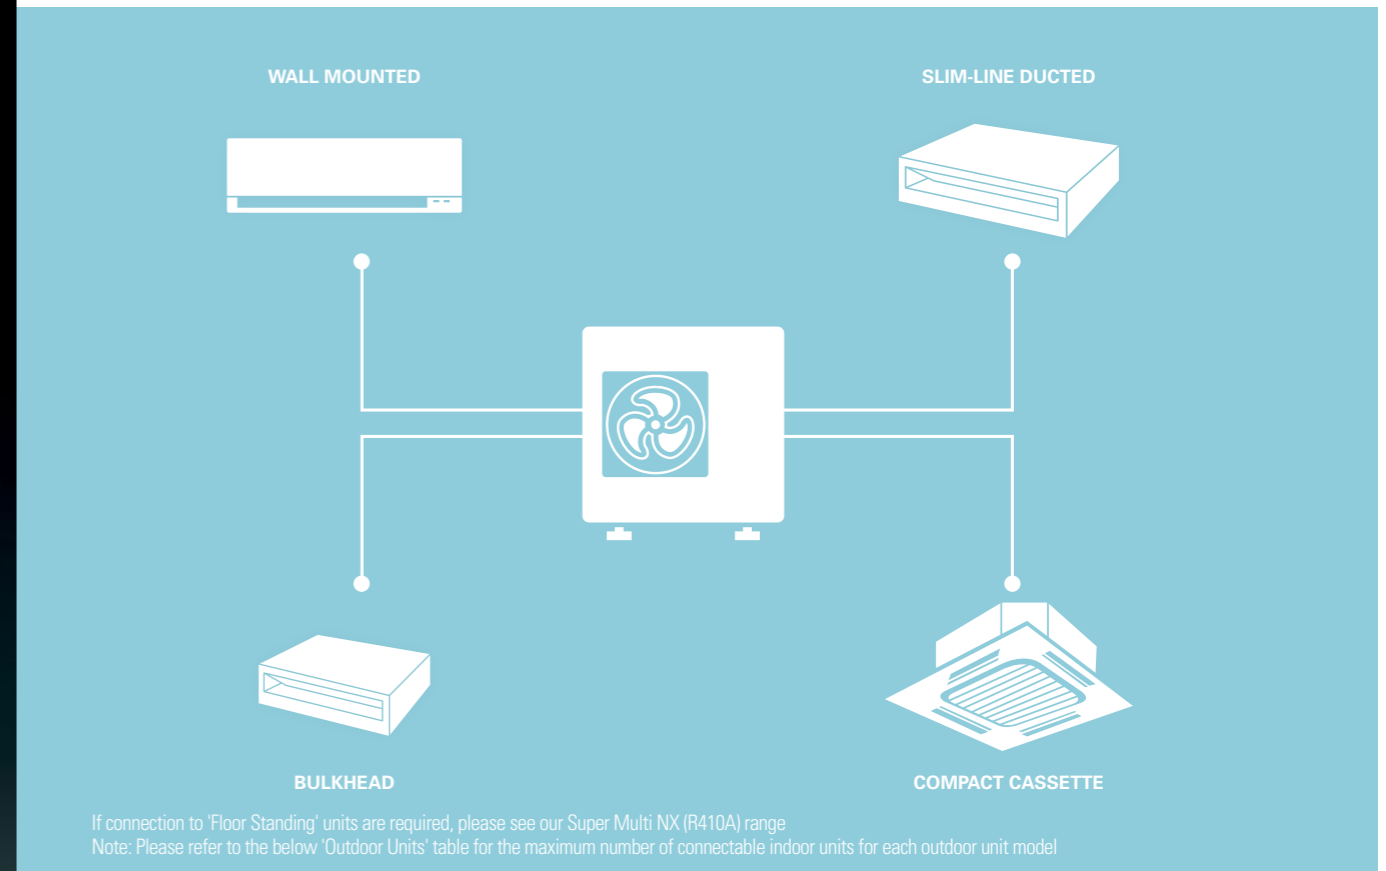 WALL MOUNTED
SLIM-LINE DUCTED
BULKHEAD
COMPACT CASSETTE
If connection to 'Floor Standing' units are required, please see our Super Multi NX (R410A) range
Note: Please refer to the below 'Outdoor Units' table for the maximum number of connectable indoor units for each outdoor unit model